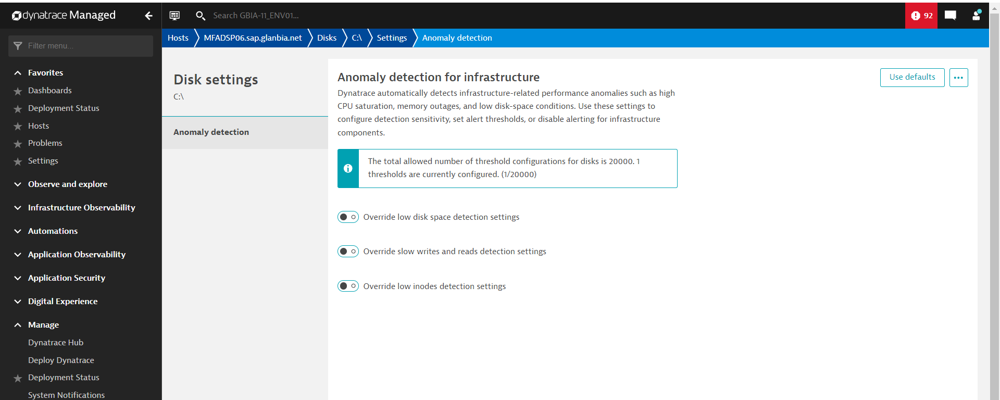 dynatrace Managed
Search GBIA-11_ENV01...
92
Filter menu...
Favorites
Dashboards
Deployment Status
Hosts
Problems
Settings
Observe and explore
Infrastructure Observability
Automations
Application Observability
Application Security
Digital Experience
Manage
Dynatrace Hub
Deploy Dynatrace
Deployment Status
System Notifications
Hosts
MFADSP06.sap.glanbia.net
Disks
C:\
Settings
Anomaly detection
Disk settings
C:\
Anomaly detection
Anomaly detection for infrastructure
Use defaults
Dynatrace automatically detects infrastructure-related performance anomalies such as high
CPU saturation, memory outages, and low disk-space conditions. Use these settings to
configure detection sensitivity, set alert thresholds, or disable alerting for infrastructure
components.
The total allowed number of threshold configurations for disks is 20000. 1
thresholds are currently configured. (1/20000)
Override low disk space detection settings
Override slow writes and reads detection settings
Override low inodes detection settings